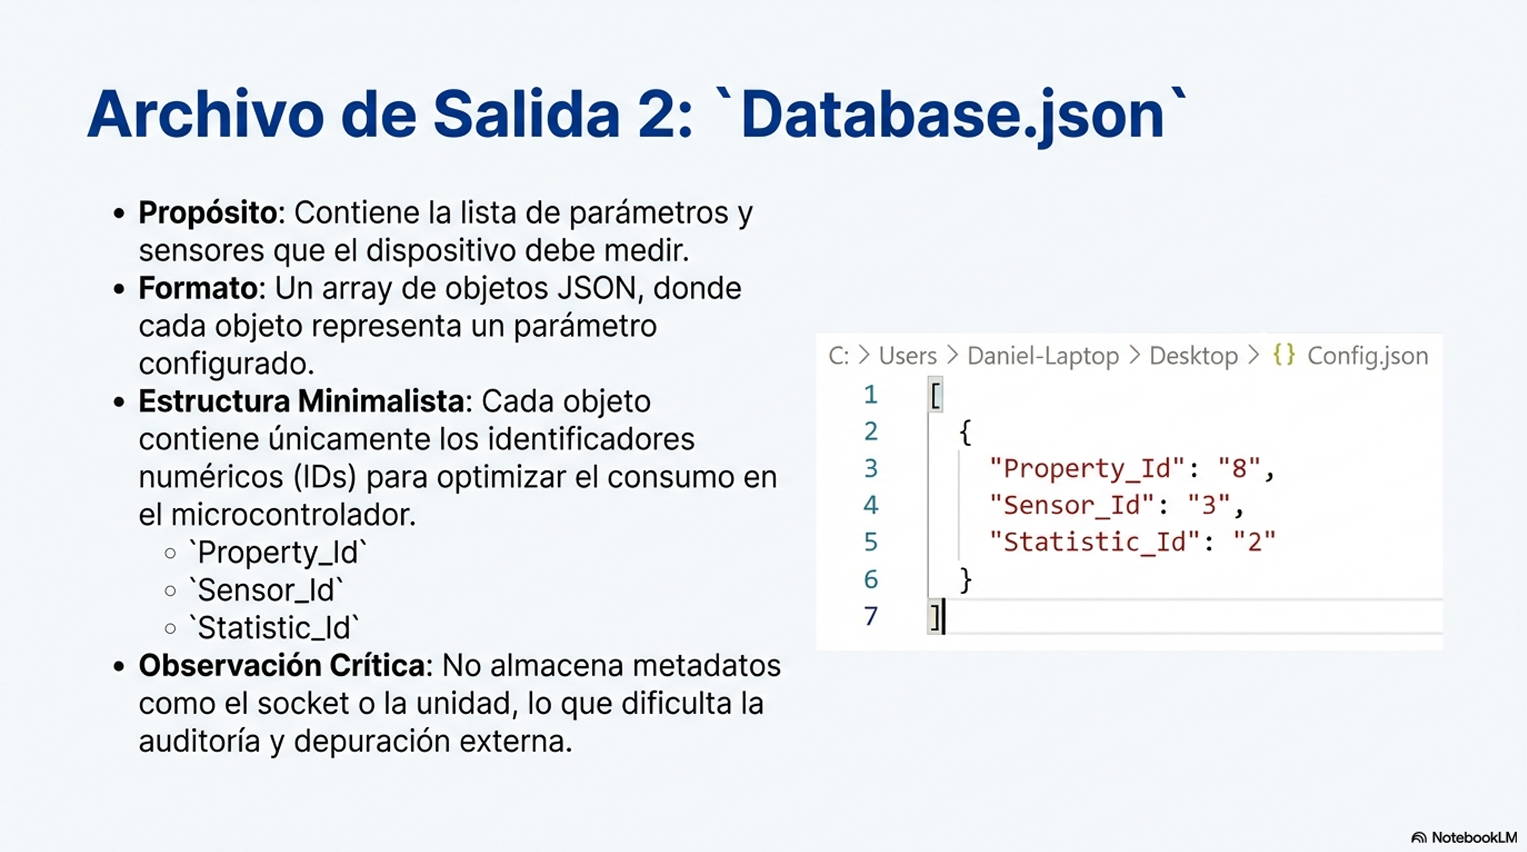 Archivo de Salida 2: `Database.json`
• Propósito: Contiene la lista de parámetros y
sensores que el dispositivo debe medir.
• Formato: Un array de objetos JSON, donde
cada objeto representa un parámetro
configurado.
• Estructura Minimalista: Cada objeto
contiene únicamente los identificadores
numéricos (IDs) para optimizar el consumo en
el microcontrolador.
○ `Property_Id`
○ `Sensor_Id`
○ `Statistic_Id`
• Observación Crítica: No almacena metadatos
como el socket o la unidad, lo que dificulta la
auditoría y depuración externa.
C: > Users > Daniel-Laptop > Desktop > {} Config.json
1 [
2 {
3 "Property_Id": "8",
4 "Sensor_Id": "3",
5 "Statistic_Id": "2"
6 }
7 ]
NotebookLM